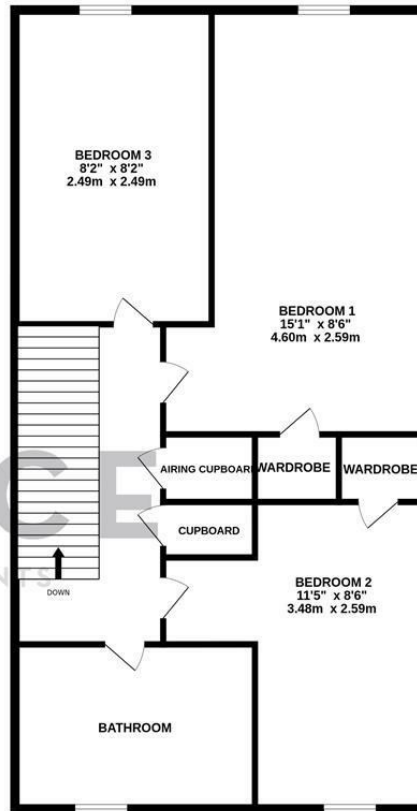 BEDROOM 3
8'2" x 8'2"
2.49m x 2.49m
BEDROOM 1
15'1" x 8'6"
4.60m x 2.59m
AIRING CUPBOARD
WARDROBE
WARDROBE
CUPBOARD
BEDROOM 2
11'5" x 8'6"
3.48m x 2.59m
DOWN
BATHROOM